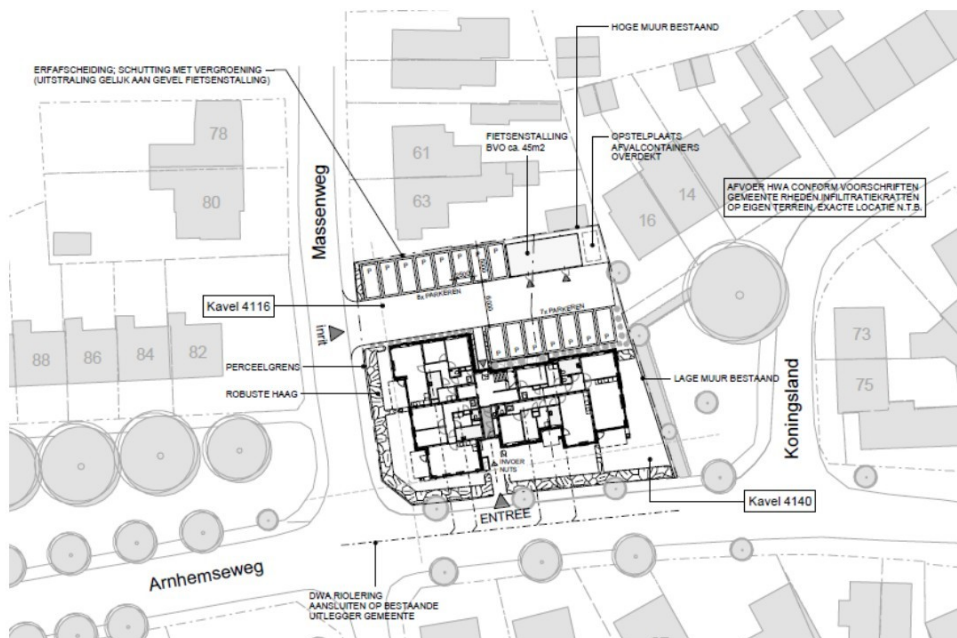 HOGE MUUR BESTAAND
ERFAFSCHEIDING; SCHUTTING MET VERGROENING
(UITSTRALING GELIJK AAN GEVEL FIETSENSTALLING)
78
61
FIETSENSTALLING
BVO ca. 45m2
OPSTELPLAATS
AFVALCONTAINERS
OVERDEKT
14
AFVOER HWA CONFORM VOORSCHRIFTEN
GEMEENTE RHEDEN.INFILITRATIEKRATTEN
OP EIGEN TERREIN, EXACTE LOCATIE N.T.B.
80
63
16
Massenweg
P P P P P P P P
8x PARKEREN
6000
Kavel 4116
7x PARKEREN
P P P P P P P
Inrit
73
88
86
84
82
PERCEELGRENS
ROBUSTE HAAG
LAGE MUUR BESTAAND
75
Koningsland
INVOER
NUTS
Kavel 4140
ENTREE
Arnhemseweg
DWA RIOLERING
AANSLUITEN OP BESTAANDE
UITLEGGER GEMEENTE